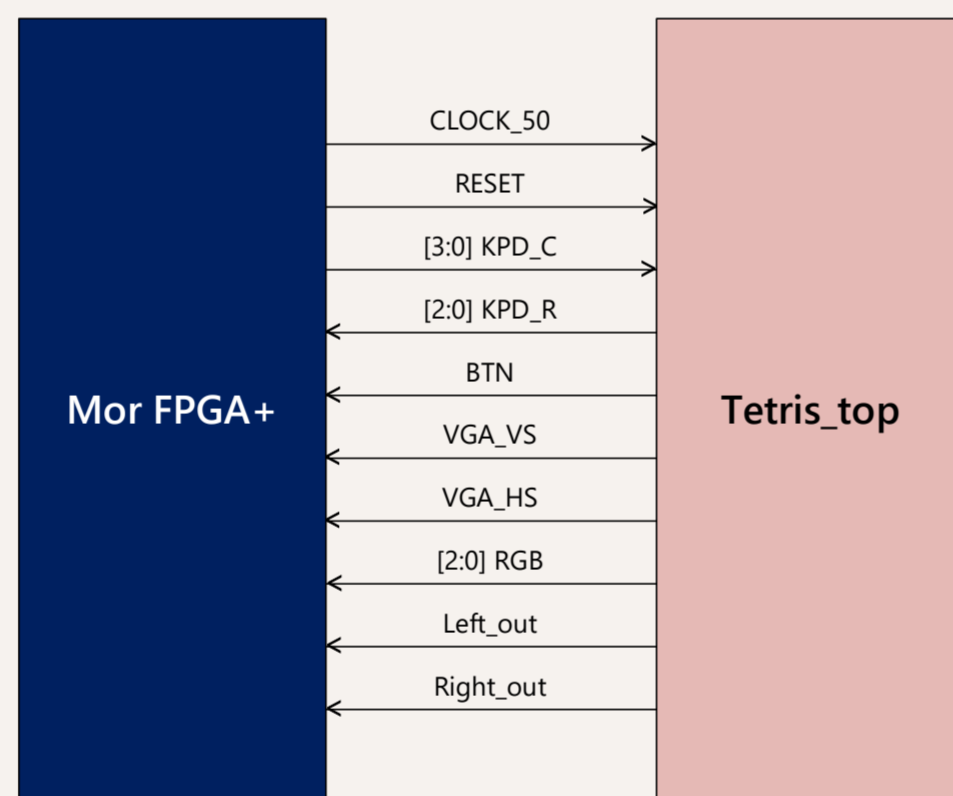 CLOCK_50
RESET
[3:0] KPD_C
[2:0] KPD_R
BTN
Mor FPGA+
Tetris_top
VGA_VS
VGA_HS
[2:0] RGB
Left_out
Right_out